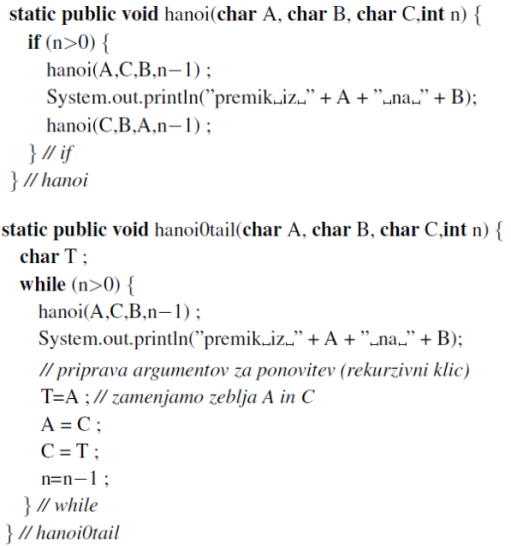 static public void hanoi(char A, char B, char C,int n) {
if (n>0) {
hanoi(A,C,B,n−1) ;
System.out.println(”premik␣iz␣” + A + ”␣na␣” + B);
hanoi(C,B,A,n−1) ;
} // if
} // hanoi
static public void hanoi0tail(char A, char B, char C,int n) {
char T ;
while (n>0) {
hanoi(A,C,B,n−1) ;
System.out.println(”premik␣iz␣” + A + ”␣na␣” + B);
// priprava argumentov za ponovitev (rekurzivni klic)
T=A ; // zamenjamo zeblja A in C
A = C ;
C = T ;
n=n−1 ;
} // while
} // hanoi0tail